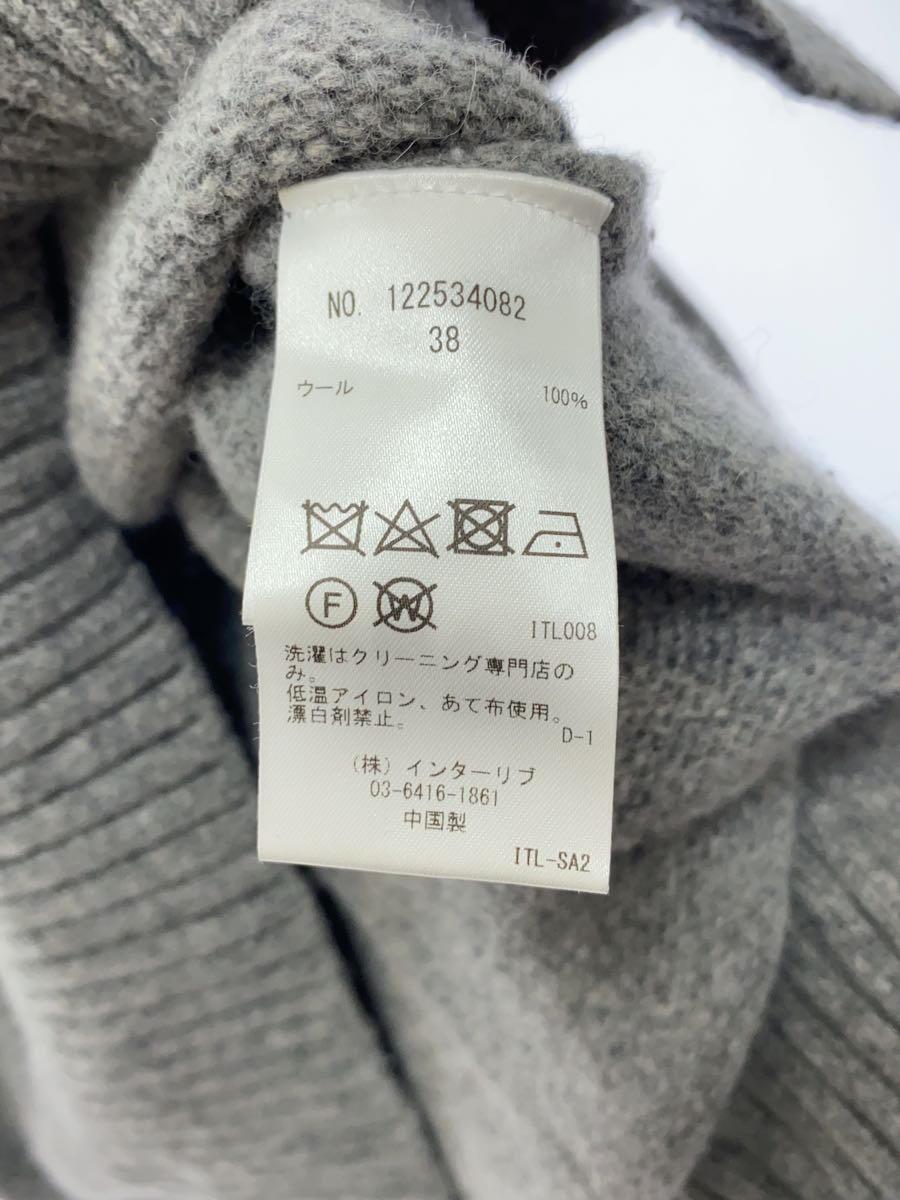 NO. 122534082
38
ウール 100%
F W
ITL008
洗濯はクリーニング専門店の
み。
低温アイロン、あて布使用。
漂白剤禁止。
D-1
(株)インターリブ
03-6416-1861
中国製
ITL-SA2